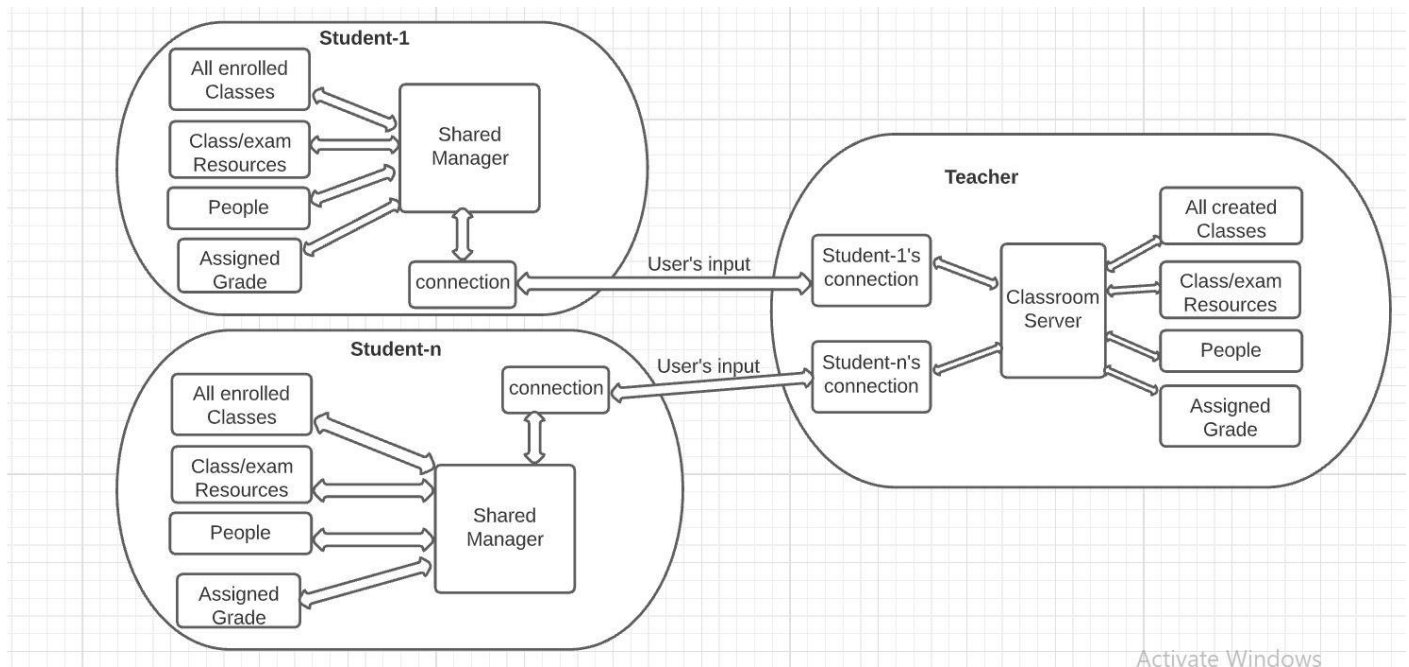 Student-1
All enrolled
Classes
Class/exam
Resources
People
Assigned
Grade
Shared
Manager
connection
User's input
Student-n
All enrolled
Classes
Class/exam
Resources
People
Assigned
Grade
connection
Shared
Manager
User's input
Teacher
Student-1's
connection
Student-n's
connection
Classroom
Server
All created
Classes
Class/exam
Resources
People
Assigned
Grade
Activate Windows